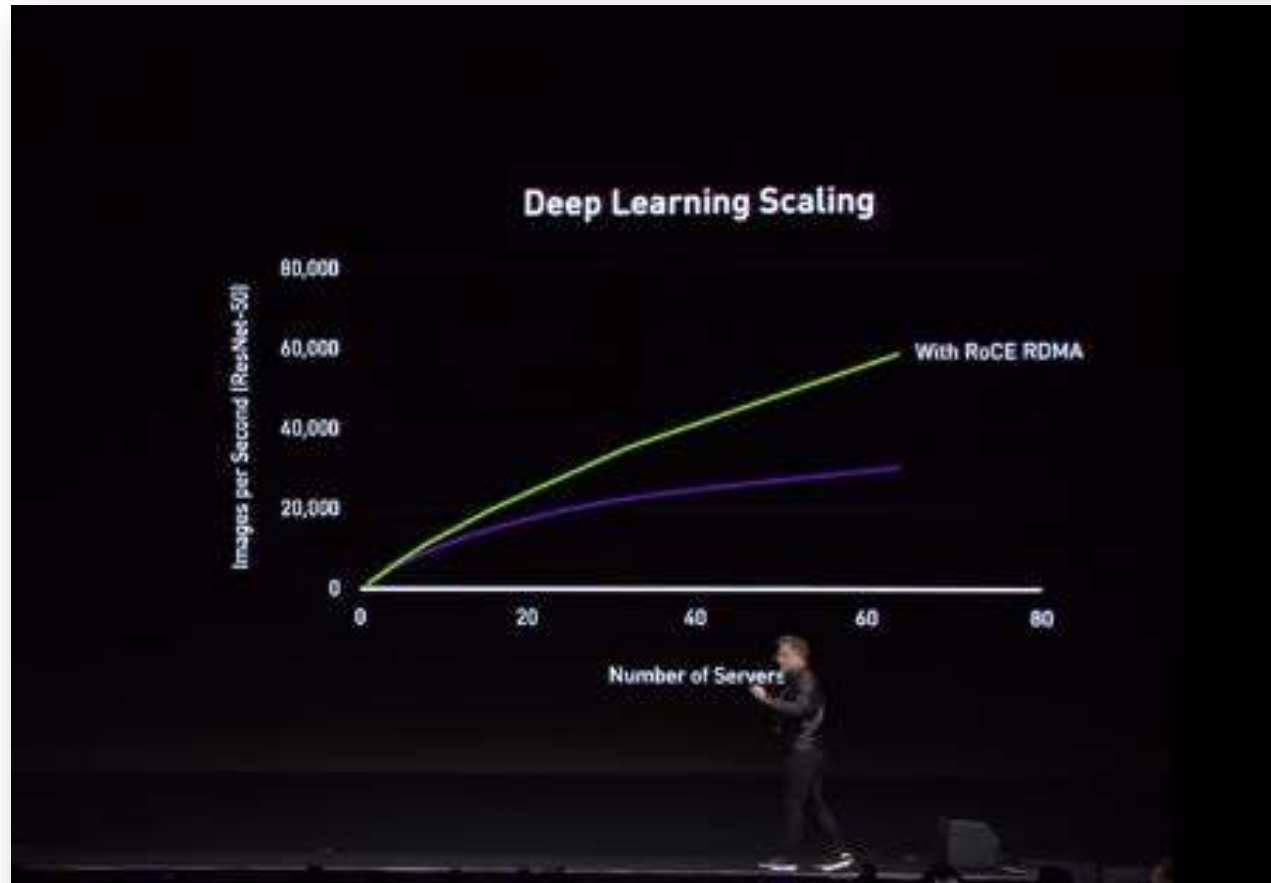 Deep Learning Scaling
80,000
60,000
40,000
20,000
0
Images per Second (ResNet-50)
With RoCE RDMA
0 20 40 60 80
Number of Servers